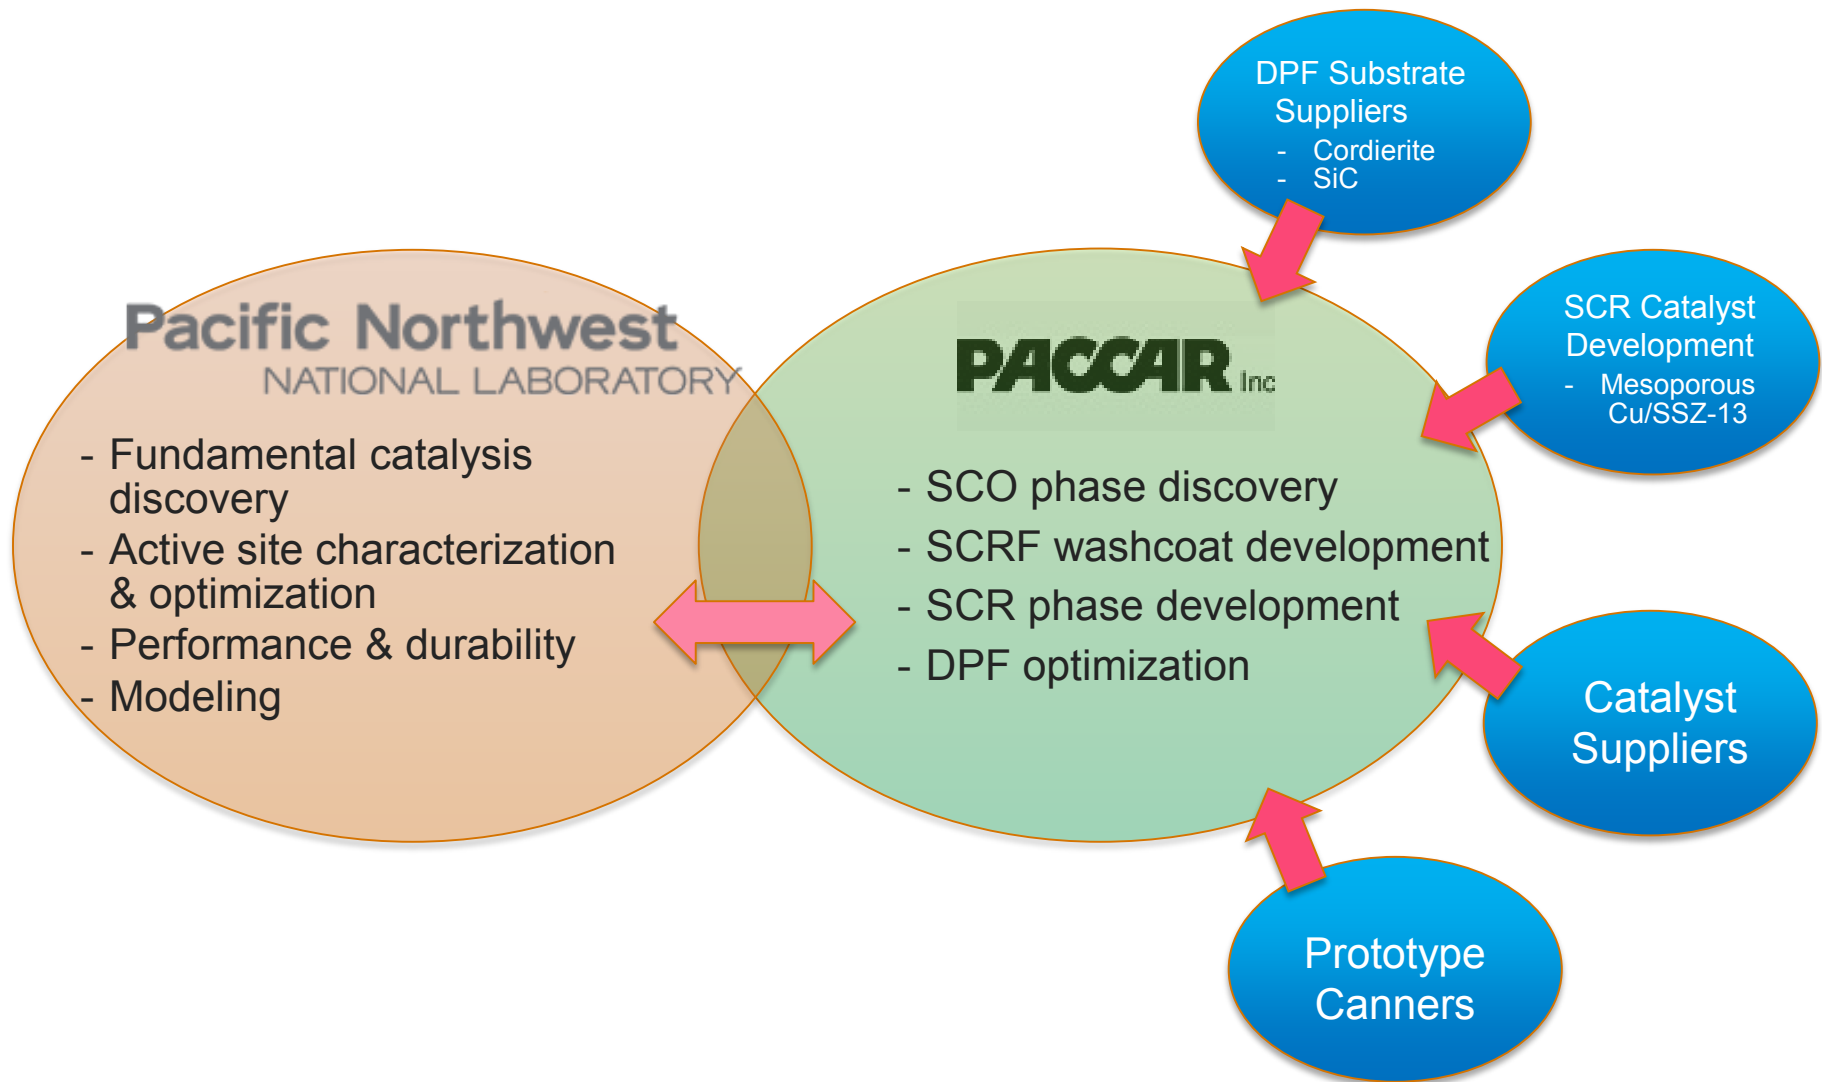 Pacific Northwest
NATIONAL LABORATORY
- Fundamental catalysis
discovery
- Active site characterization
& optimization
- Performance & durability
- Modeling
PACCAR Inc
- SCO phase discovery
- SCRF washcoat development
- SCR phase development
- DPF optimization
DPF Substrate
Suppliers
- Cordierite
- SiC
SCR Catalyst
Development
- Mesoporous
Cu/SSZ-13
Catalyst
Suppliers
Prototype
Canners